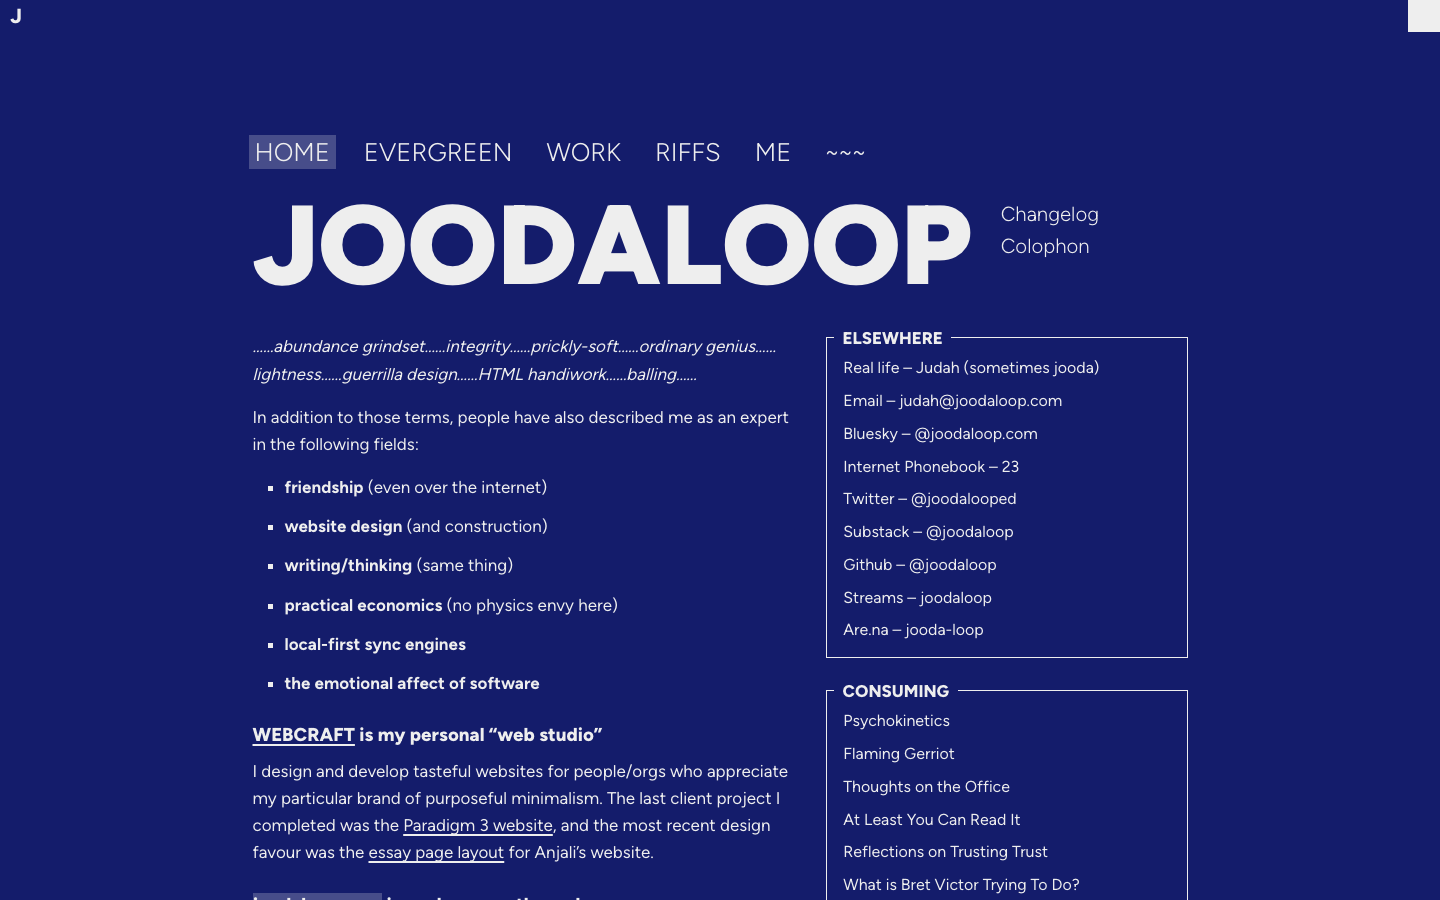 J
HOME EVERGREEN WORK RIFFS ME ~~~
JOODALOOP
Changelog
Colophon
......abundance grindset......integrity......prickly-soft......ordinary genius......
lightness......guerrilla design......HTML handiwork......balling......
In addition to those terms, people have also described me as an expert
in the following fields:
friendship (even over the internet)
website design (and construction)
writing/thinking (same thing)
practical economics (no physics envy here)
local-first sync engines
the emotional affect of software
WEBCRAFT is my personal “web studio”
I design and develop tasteful websites for people/orgs who appreciate
my particular brand of purposeful minimalism. The last client project I
completed was the Paradigm 3 website, and the most recent design
favour was the essay page layout for Anjali’s website.
ELSEWHERE
Real life – Judah (sometimes jooda)
Email – judah@joodaloop.com
Bluesky – @joodaloop.com
Internet Phonebook – 23
Twitter – @joodalooped
Substack – @joodaloop
Github – @joodaloop
Streams – joodaloop
Are.na – jooda-loop
CONSUMING
Psychokinetics
Flaming Gerriot
Thoughts on the Office
At Least You Can Read It
Reflections on Trusting Trust
What is Bret Victor Trying To Do?